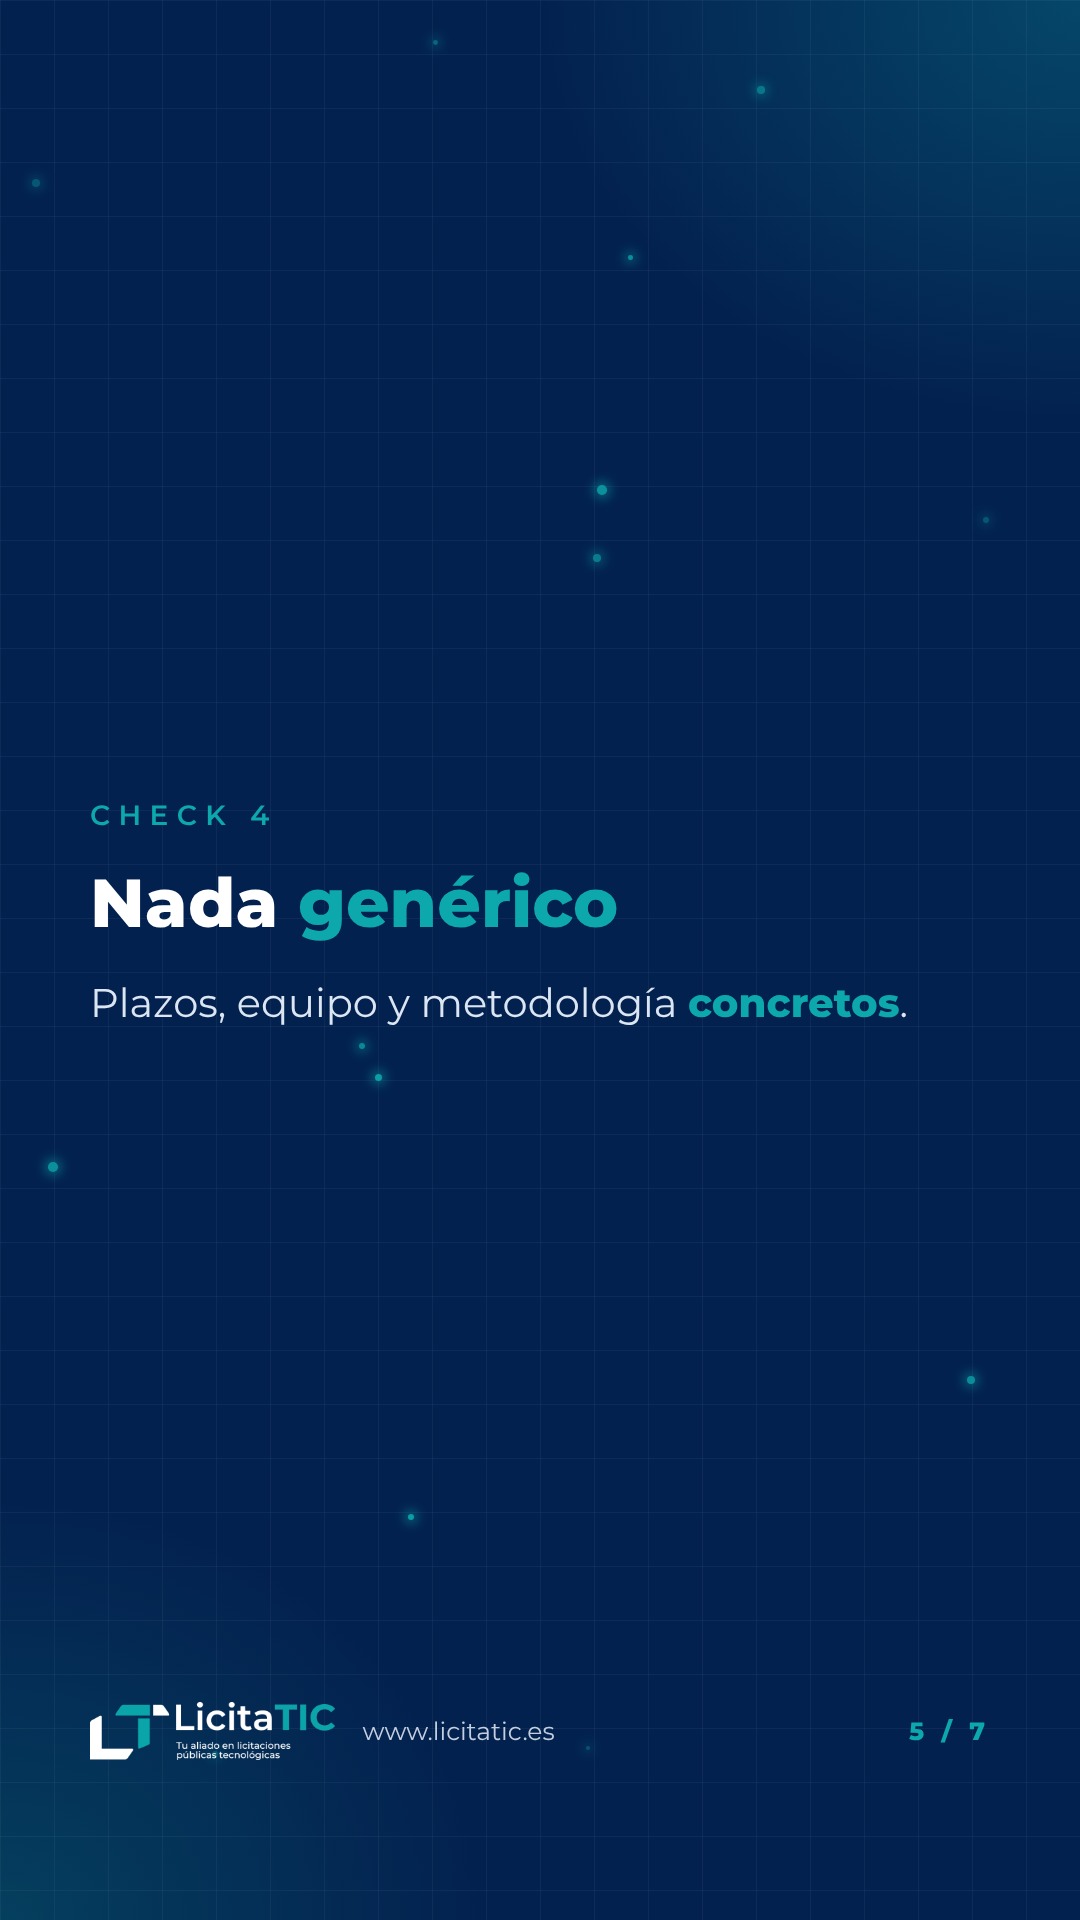 CHECK 4
Nada genérico
Plazos, equipo y metodología concretos.
LicitaTIC
Tu aliado en licitaciones
públicas tecnológicas
www.licitatic.es
5 / 7